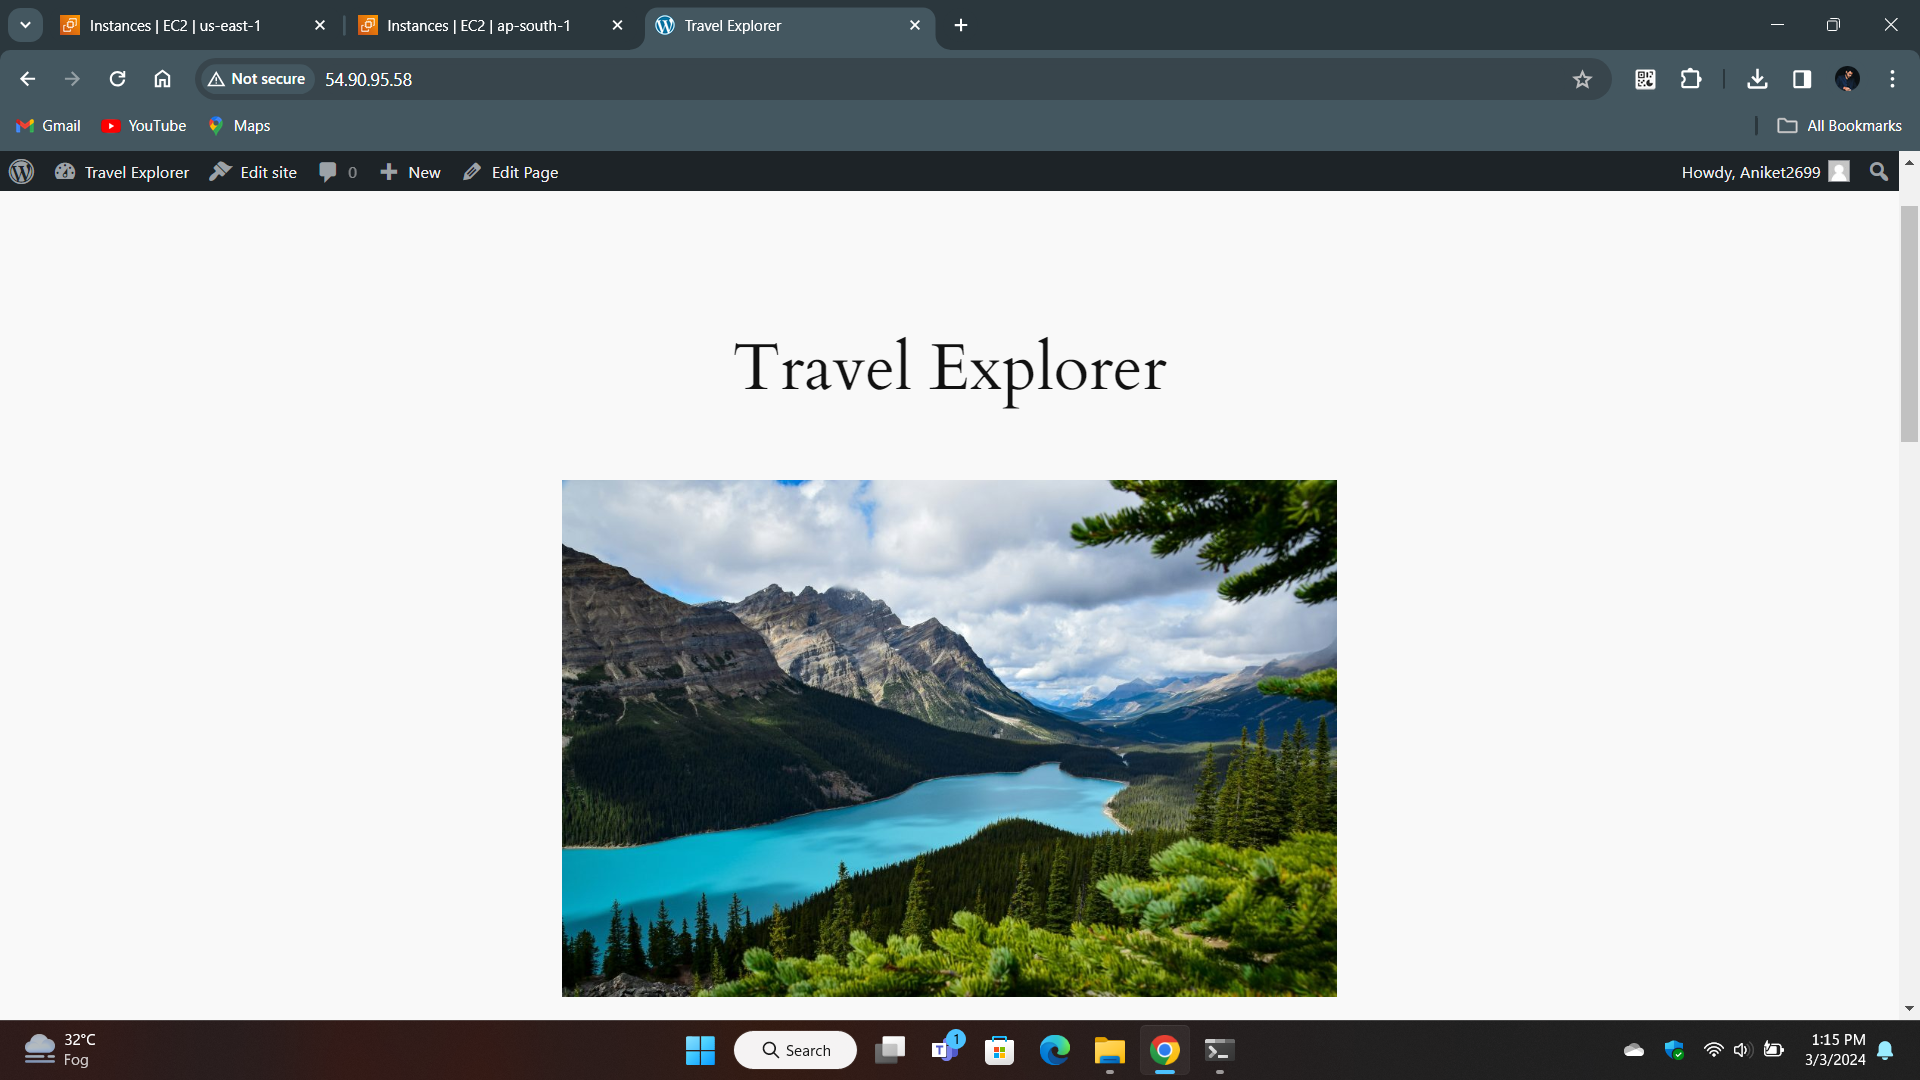 Instances | EC2 | us-east-1
Instances | EC2 | ap-south-1
Travel Explorer
Not secure
54.90.95.58
Gmail
YouTube
Maps
All Bookmarks
Travel Explorer
Edit site
0
New
Edit Page
Howdy, Aniket2699
Travel Explorer
32°C
Fog
Search
1
1:15 PM
3/3/2024